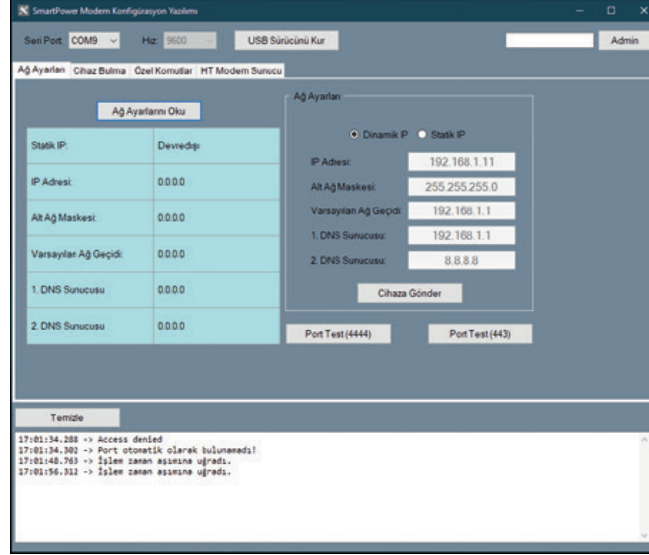 SmartPower Modem Konfigürasyon Yazılımı
Seri Port: COM9 Hız: 9600 USB Sürücünü Kur Admin
Ağ Ayarları Cihaz Bulma Özel Komutlar HT Modem Sunucu
Ağ Ayarlarını Oku
Statik IP: Devredışı
IP Adresi: 0.0.0.0
Alt Ağ Maskesi: 0.0.0.0
Varsayılan Ağ Geçidi: 0.0.0.0
1. DNS Sunucusu 0.0.0.0
2. DNS Sunucusu 0.0.0.0
Ağ Ayarları
Dinamik IP Statik IP
IP Adresi: 192.168.1.11
Alt Ağ Maskesi: 255.255.255.0
Varsayılan Ağ Geçidi: 192.168.1.1
1. DNS Sunucusu: 192.168.1.1
2. DNS Sunucusu: 8.8.8.8
Cihaza Gönder
Port Test (4444) Port Test (443)
Temizle
17:01:34.288 -> Access denied
17:01:34.302 -> Port otomatik olarak bulunamadı!
17:01:48.763 -> İşlem zaman aşımına uğradı.
17:01:56.312 -> İşlem zaman aşımına uğradı.